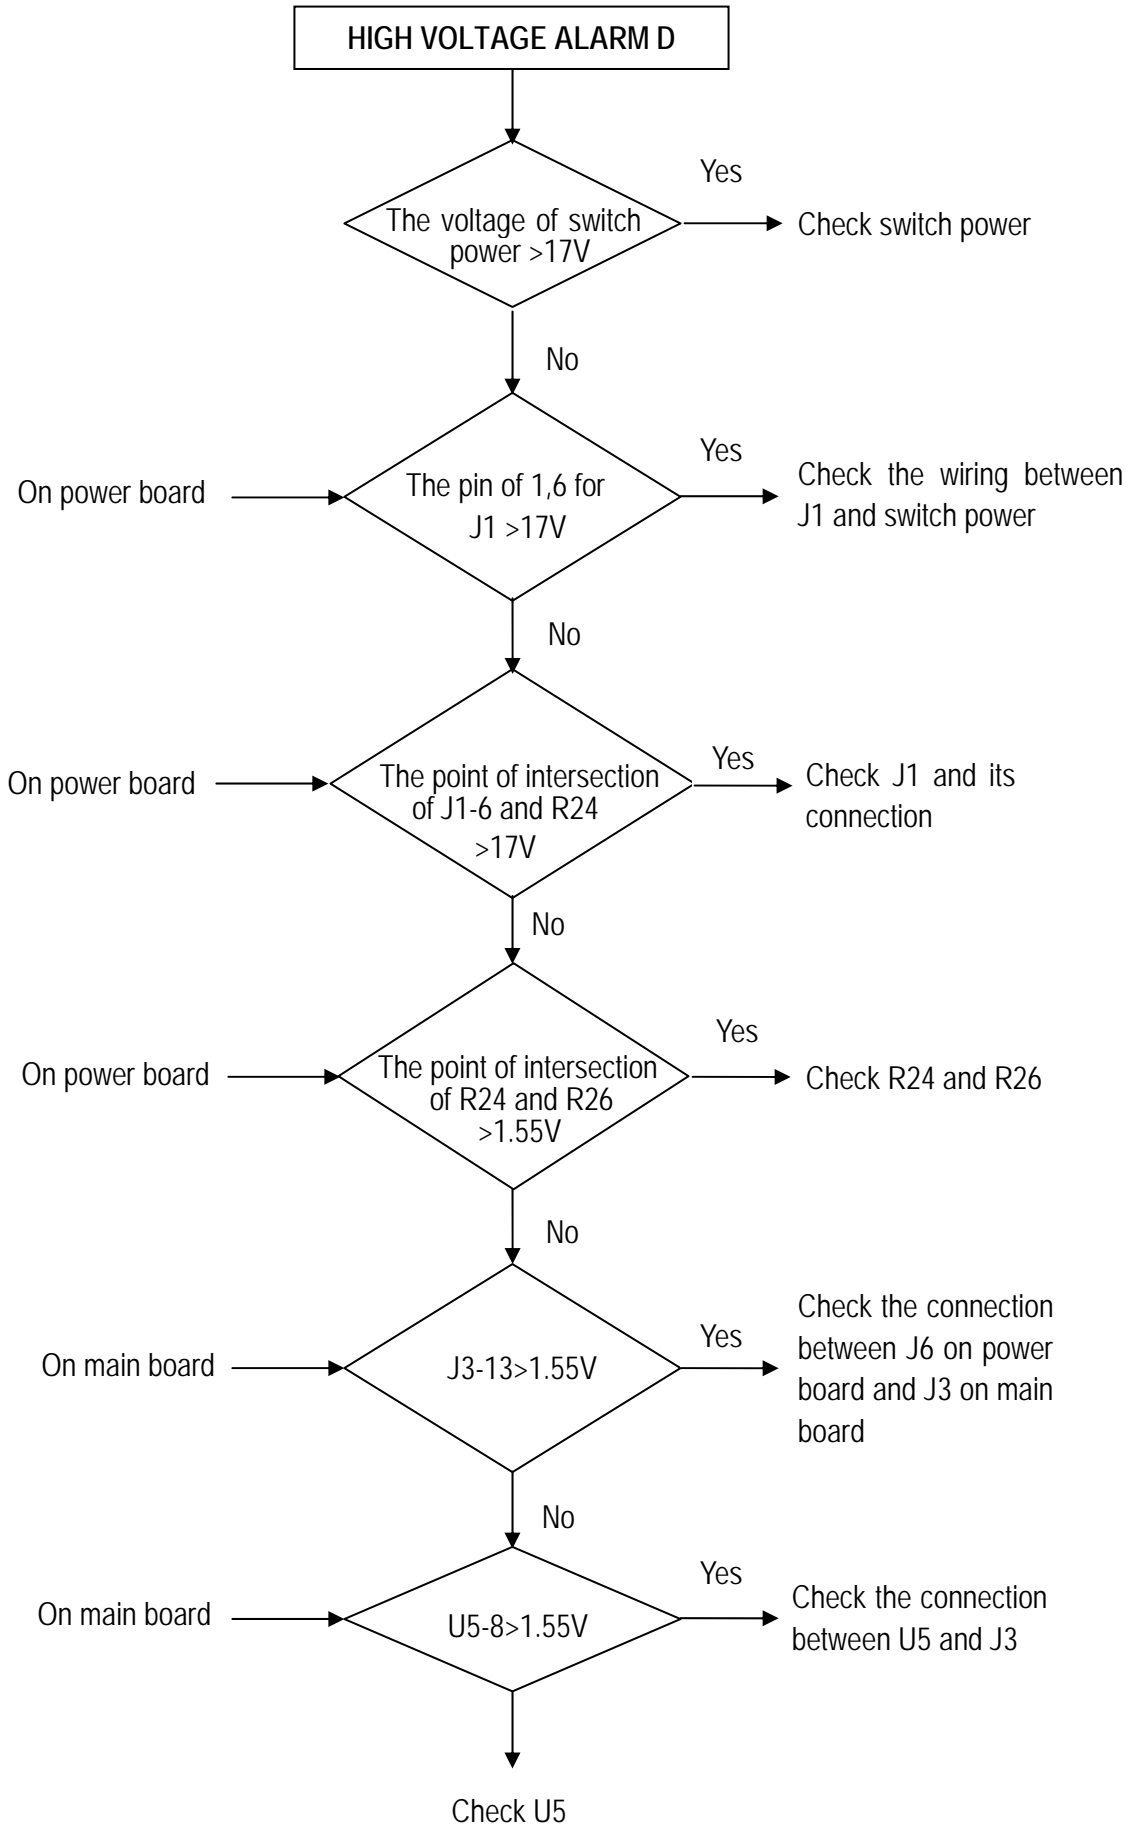 HIGH VOLTAGE ALARM D
Yes
The voltage of switch
power >17V
Check switch power
No
On power board
The pin of 1,6 for
J1 >17V
Yes
Check the wiring between
J1 and switch power
No
On power board
The point of intersection
of J1-6 and R24
>17V
Yes
Check J1 and its
connection
No
On power board
The point of intersection
of R24 and R26
>1.55V
Yes
Check R24 and R26
No
On main board
J3-13>1.55V
Yes
Check the connection
between J6 on power
board and J3 on main
board
No
On main board
U5-8>1.55V
Yes
Check the connection
between U5 and J3
Check U5